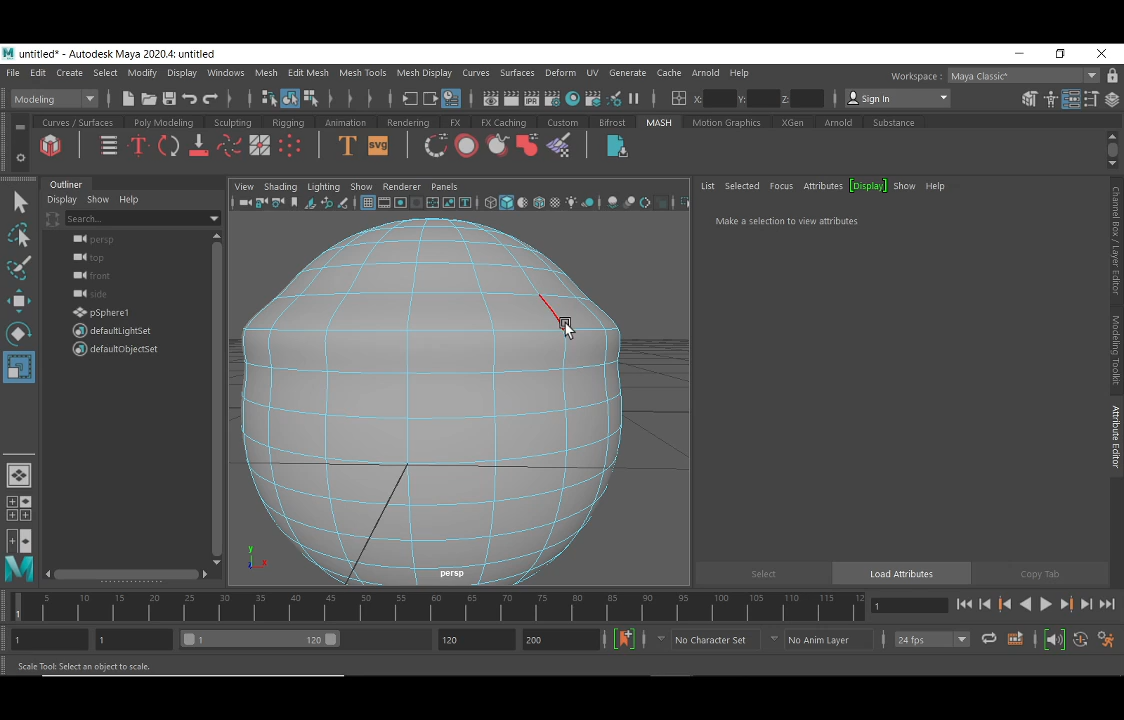 untitled* - Autodesk Maya 2020.4: untitled
File Edit Create Select Modify Display Windows Mesh Edit Mesh Mesh Tools Mesh Display Curves Surfaces Deform UV Generate Cache Arnold Help
Workspace : Maya Classic*
Modeling
IPR
X:
Y:
Z:
Sign In
Curves / Surfaces Poly Modeling Sculpting Rigging Animation Rendering FX FX Caching Custom Bifrost MASH Motion Graphics XGen Arnold Substance
T
T
SVG
Outliner
Display Show Help
Search...
persp
top
front
side
pSphere1
defaultLightSet
defaultObjectSet
View Shading Lighting Show Renderer Panels
y
x
persp
List Selected Focus Attributes Display Show Help
Make a selection to view attributes
Select
Load Attributes
Copy Tab
Channel Box / Layer Editor
Modeling Toolkit
Attribute Editor
M
5 10 15 20 25 30 35 40 45 50 55 60 65 70 75 80 85 90 95 100 105 110 115 12
1
1
1
1
1
120
120
200
No Character Set
No Anim Layer
24 fps
Scale Tool: Select an object to scale.